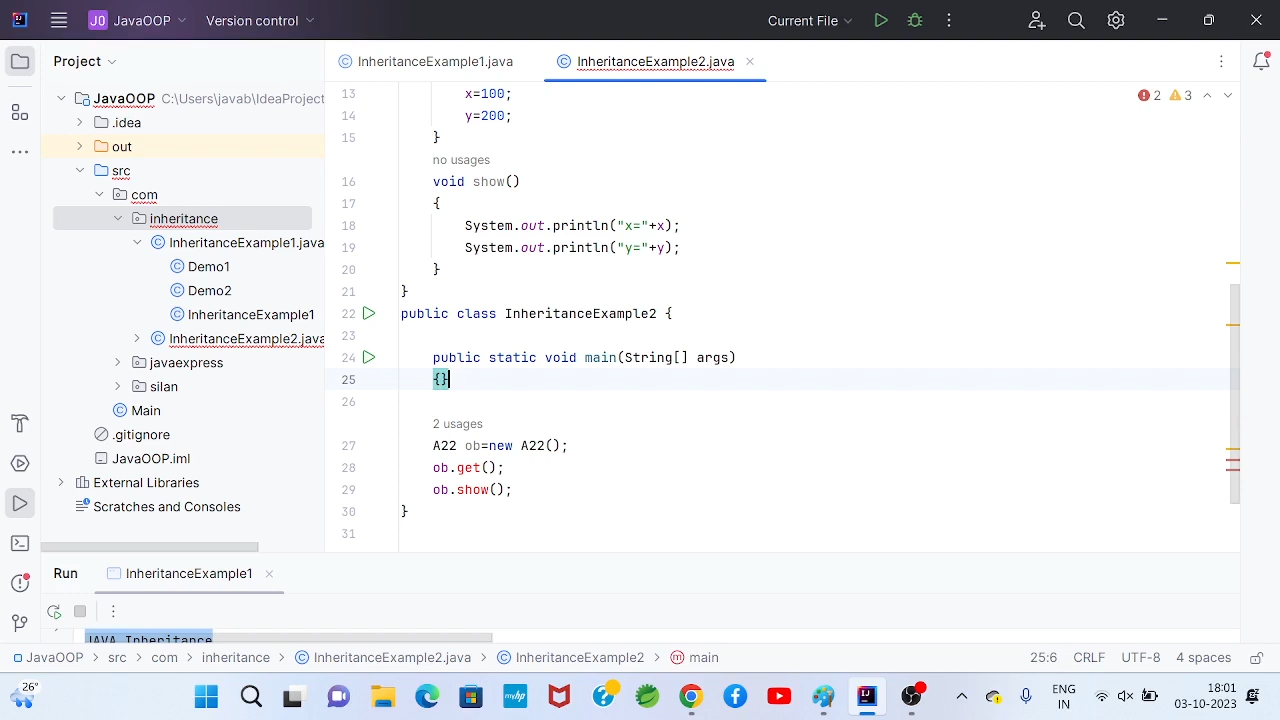 JO JavaOOP Version control Current File
Project
InheritanceExample1.java InheritanceExample2.java
JavaOOP C:\Users\javab\IdeaProject
.idea
out
src
com
inheritance
InheritanceExample1.java
Demo1
Demo2
InheritanceExample1
InheritanceExample2.java
javaexpress
silan
Main
.gitignore
JavaOOP.iml
External Libraries
Scratches and Consoles
2 3
13 x=100;
14 y=200;
15 }
no usages
16 void show()
17 {
18 System.out.println("x="+x);
19 System.out.println("y="+y);
20 }
21 }
22 public class InheritanceExample2 {
23
24 public static void main(String[] args)
25 {}
26
2 usages
27 A22 ob=new A22();
28 ob.get();
29 ob.show();
30 }
31
Run InheritanceExample1
JAVA Inheritance
JavaOOP > src > com > inheritance > InheritanceExample2.java > InheritanceExample2 > main 25:6 CRLF UTF-8 4 spaces
26° myhp ENG IN 18:01 03-10-2023